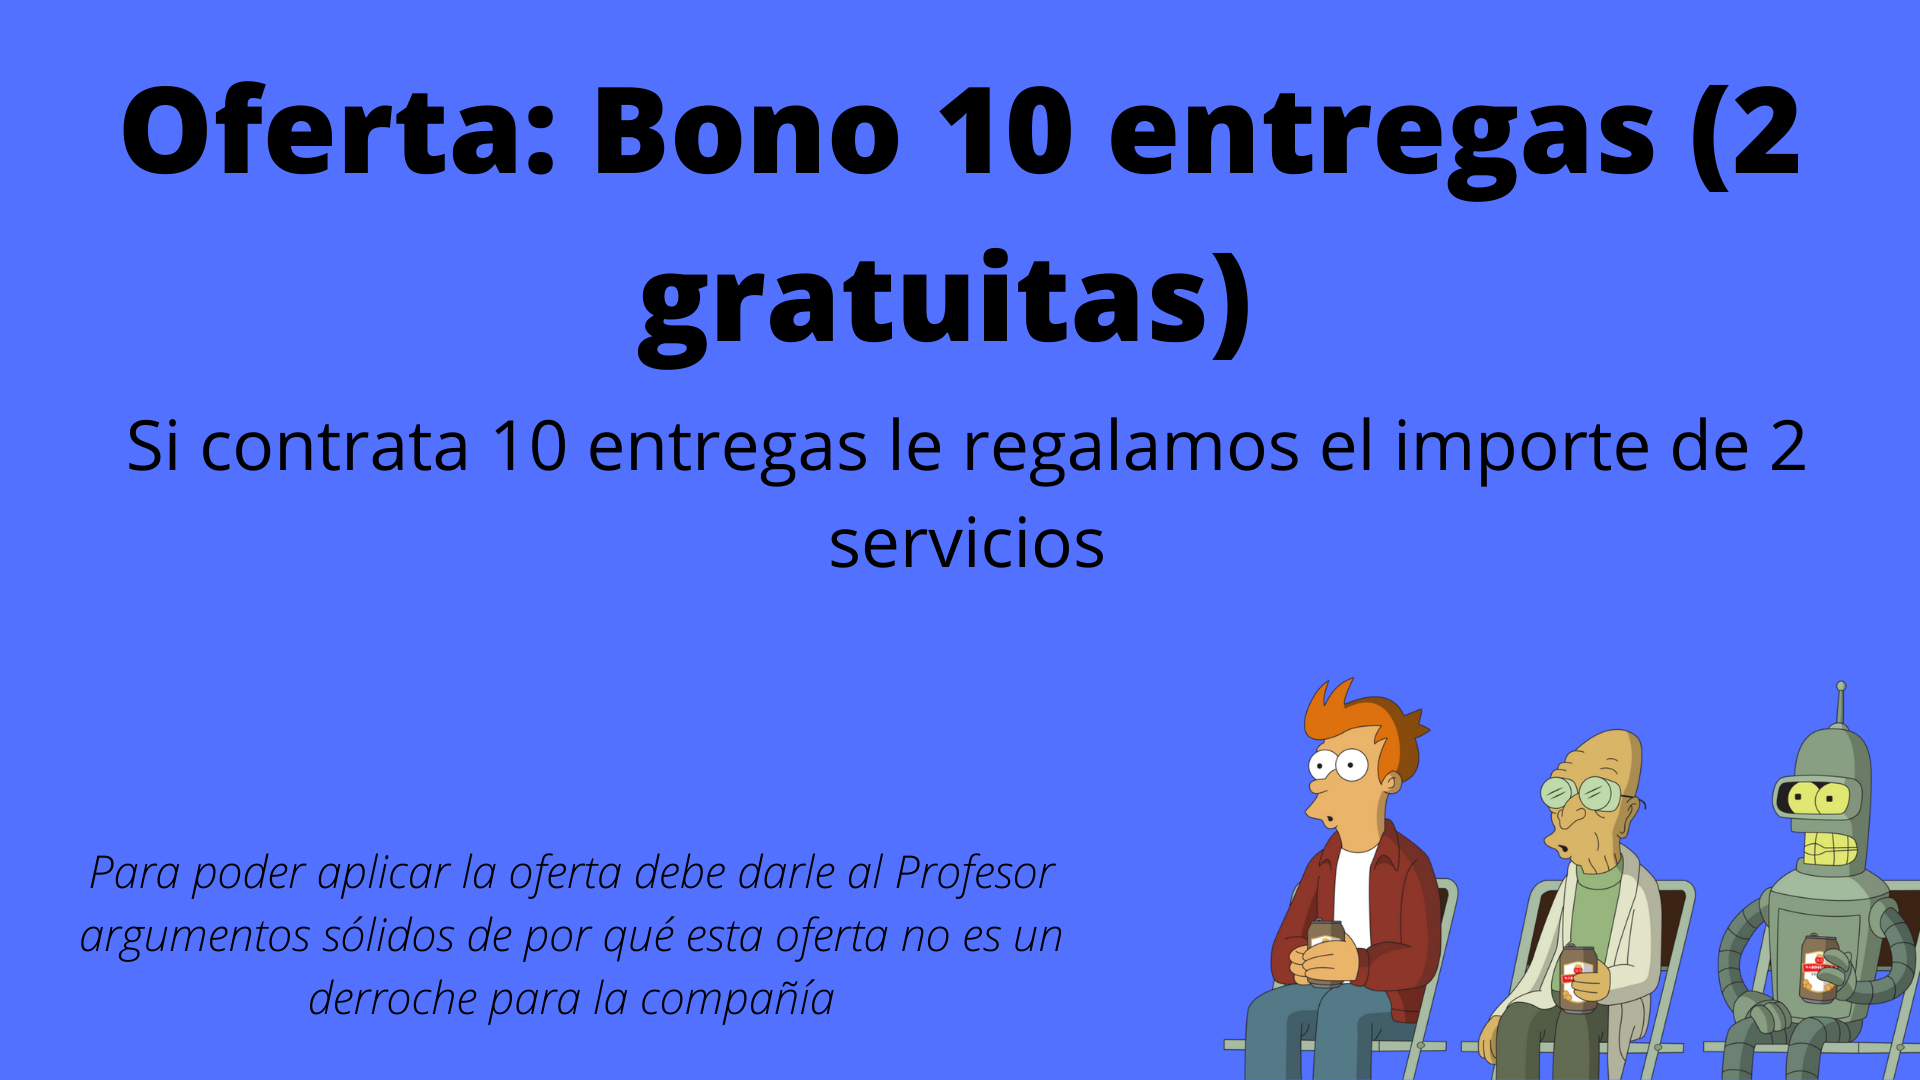 Oferta: Bono 10 entregas (2
gratuitas)
Si contrata 10 entregas le regalamos el importe de 2
servicios
Para poder aplicar la oferta debe darle al Profesor
argumentos sólidos de por qué esta oferta no es un
derroche para la compañía